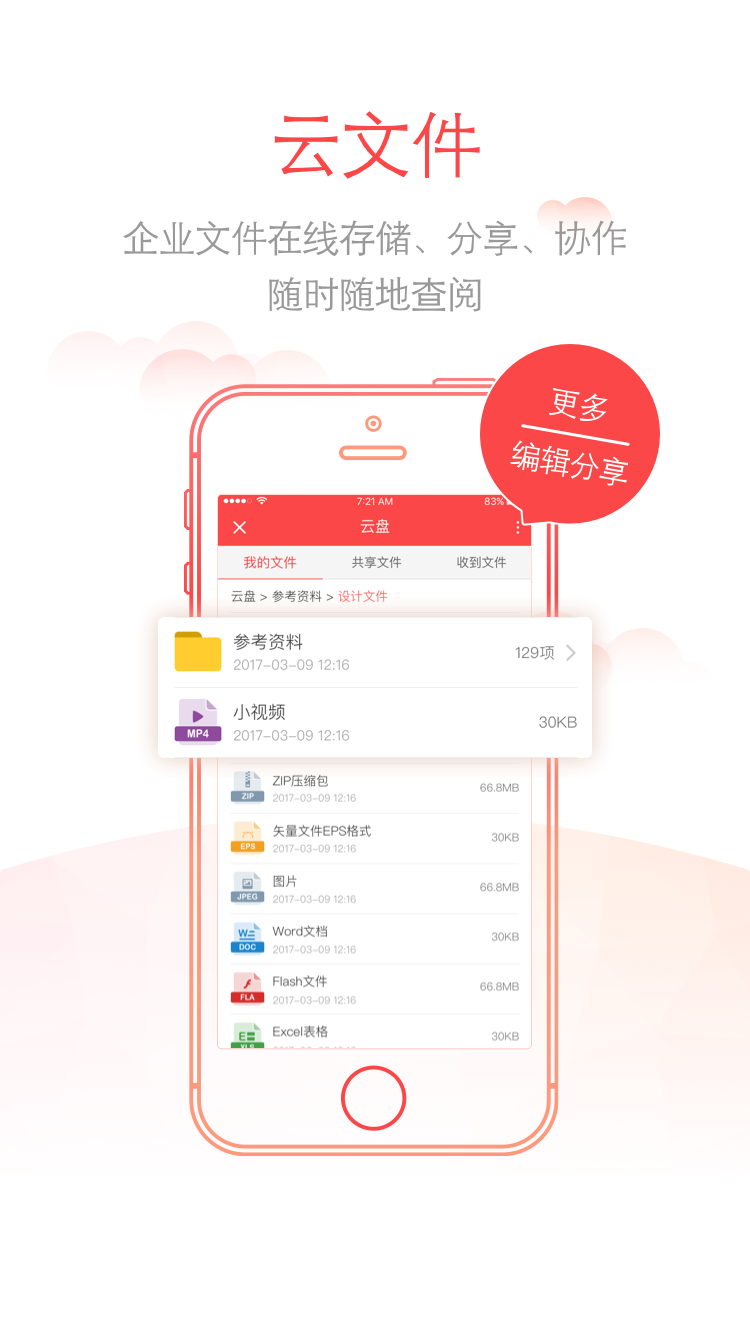 云文件
企业文件在线存储、分享、协作
随时随地查阅
更多
编辑分享
7:21 AM
83%
云盘
我的文件 共享文件 收到文件
云盘 > 参考资料 > 设计文件
参考资料
129项
2017-03-09 12:16
小视频
MP4
30KB
2017-03-09 12:16
ZIP压缩包
ZIP
66.8MB
2017-03-09 12:16
矢量文件EPS格式
EPS
30KB
2017-03-09 12:16
图片
JPEG
66.8MB
2017-03-09 12:16
Word文档
W
DOC
30KB
2017-03-09 12:16
Flash文件
FLA
66.8MB
2017-03-09 12:16
Excel表格
E
XLS
30KB